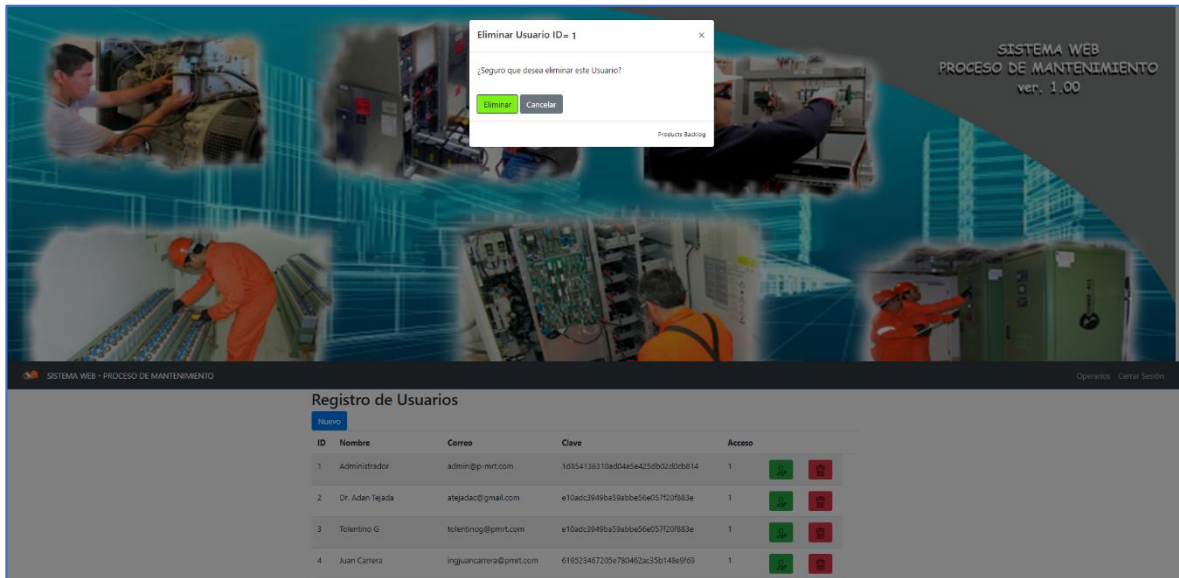 Eliminar Usuario ID= 1 ×
¿Seguro que desea eliminar este Usuario?
Eliminar Cancelar
Products Backlog
SISTEMA WEB
PROCESO DE MANTENIMIENTO
ver. 1.00
SISTEMA WEB - PROCESO DE MANTENIMIENTO Operarios Cerrar Sesión
Registro de Usuarios
Nuevo
ID Nombre Correo Clave Acceso
1 Administrador admin@p-mrt.com 1
2 Dr. Adan Tejada atejadac@gmail.com e10adc3949ba59abbe56e057f20f883e 1
3 Tolentino G tolentinog@pmrt.com e10adc3949ba59abbe56e057f20f883e 1
4 Juan Carrera ingjuancarrera@pmrt.com 619523467205e780462ac35b148e9f69 1